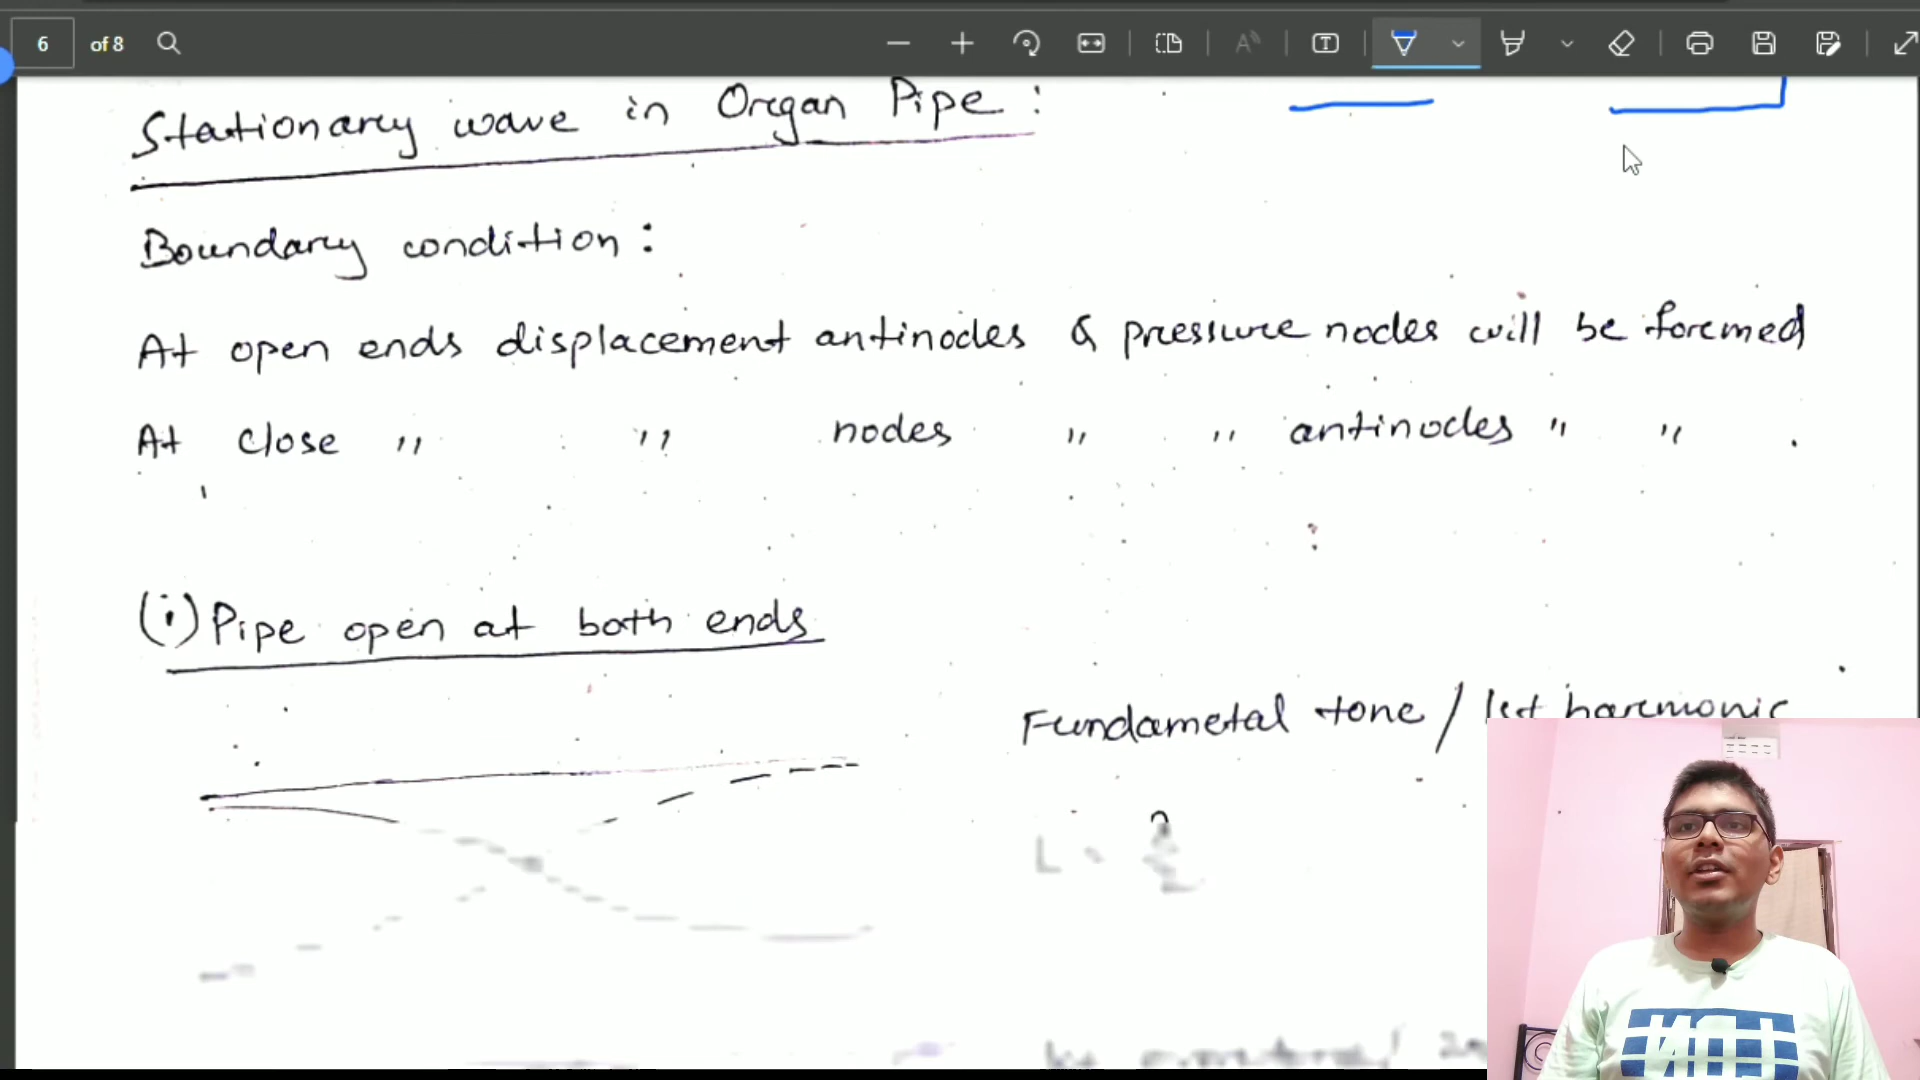 6 of 8
Stationary wave in Organ Pipe :
Boundary condition :
At open ends displacement antinodes & pressure nodes will be formed
At close " " nodes " " antinodes " " .
(i) Pipe open at both ends
Fundametal tone / 1st harmonic